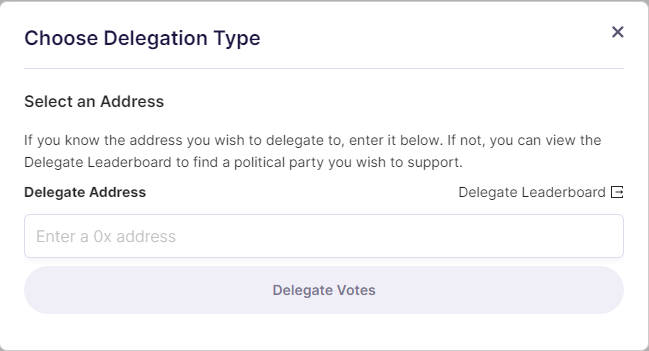 Choose Delegation Type
Select an Address
If you know the address you wish to delegate to, enter it below. If not, you can view the
Delegate Leaderboard to find a political party you wish to support.
Delegate Address
Delegate Leaderboard
Enter a 0x address
Delegate Votes